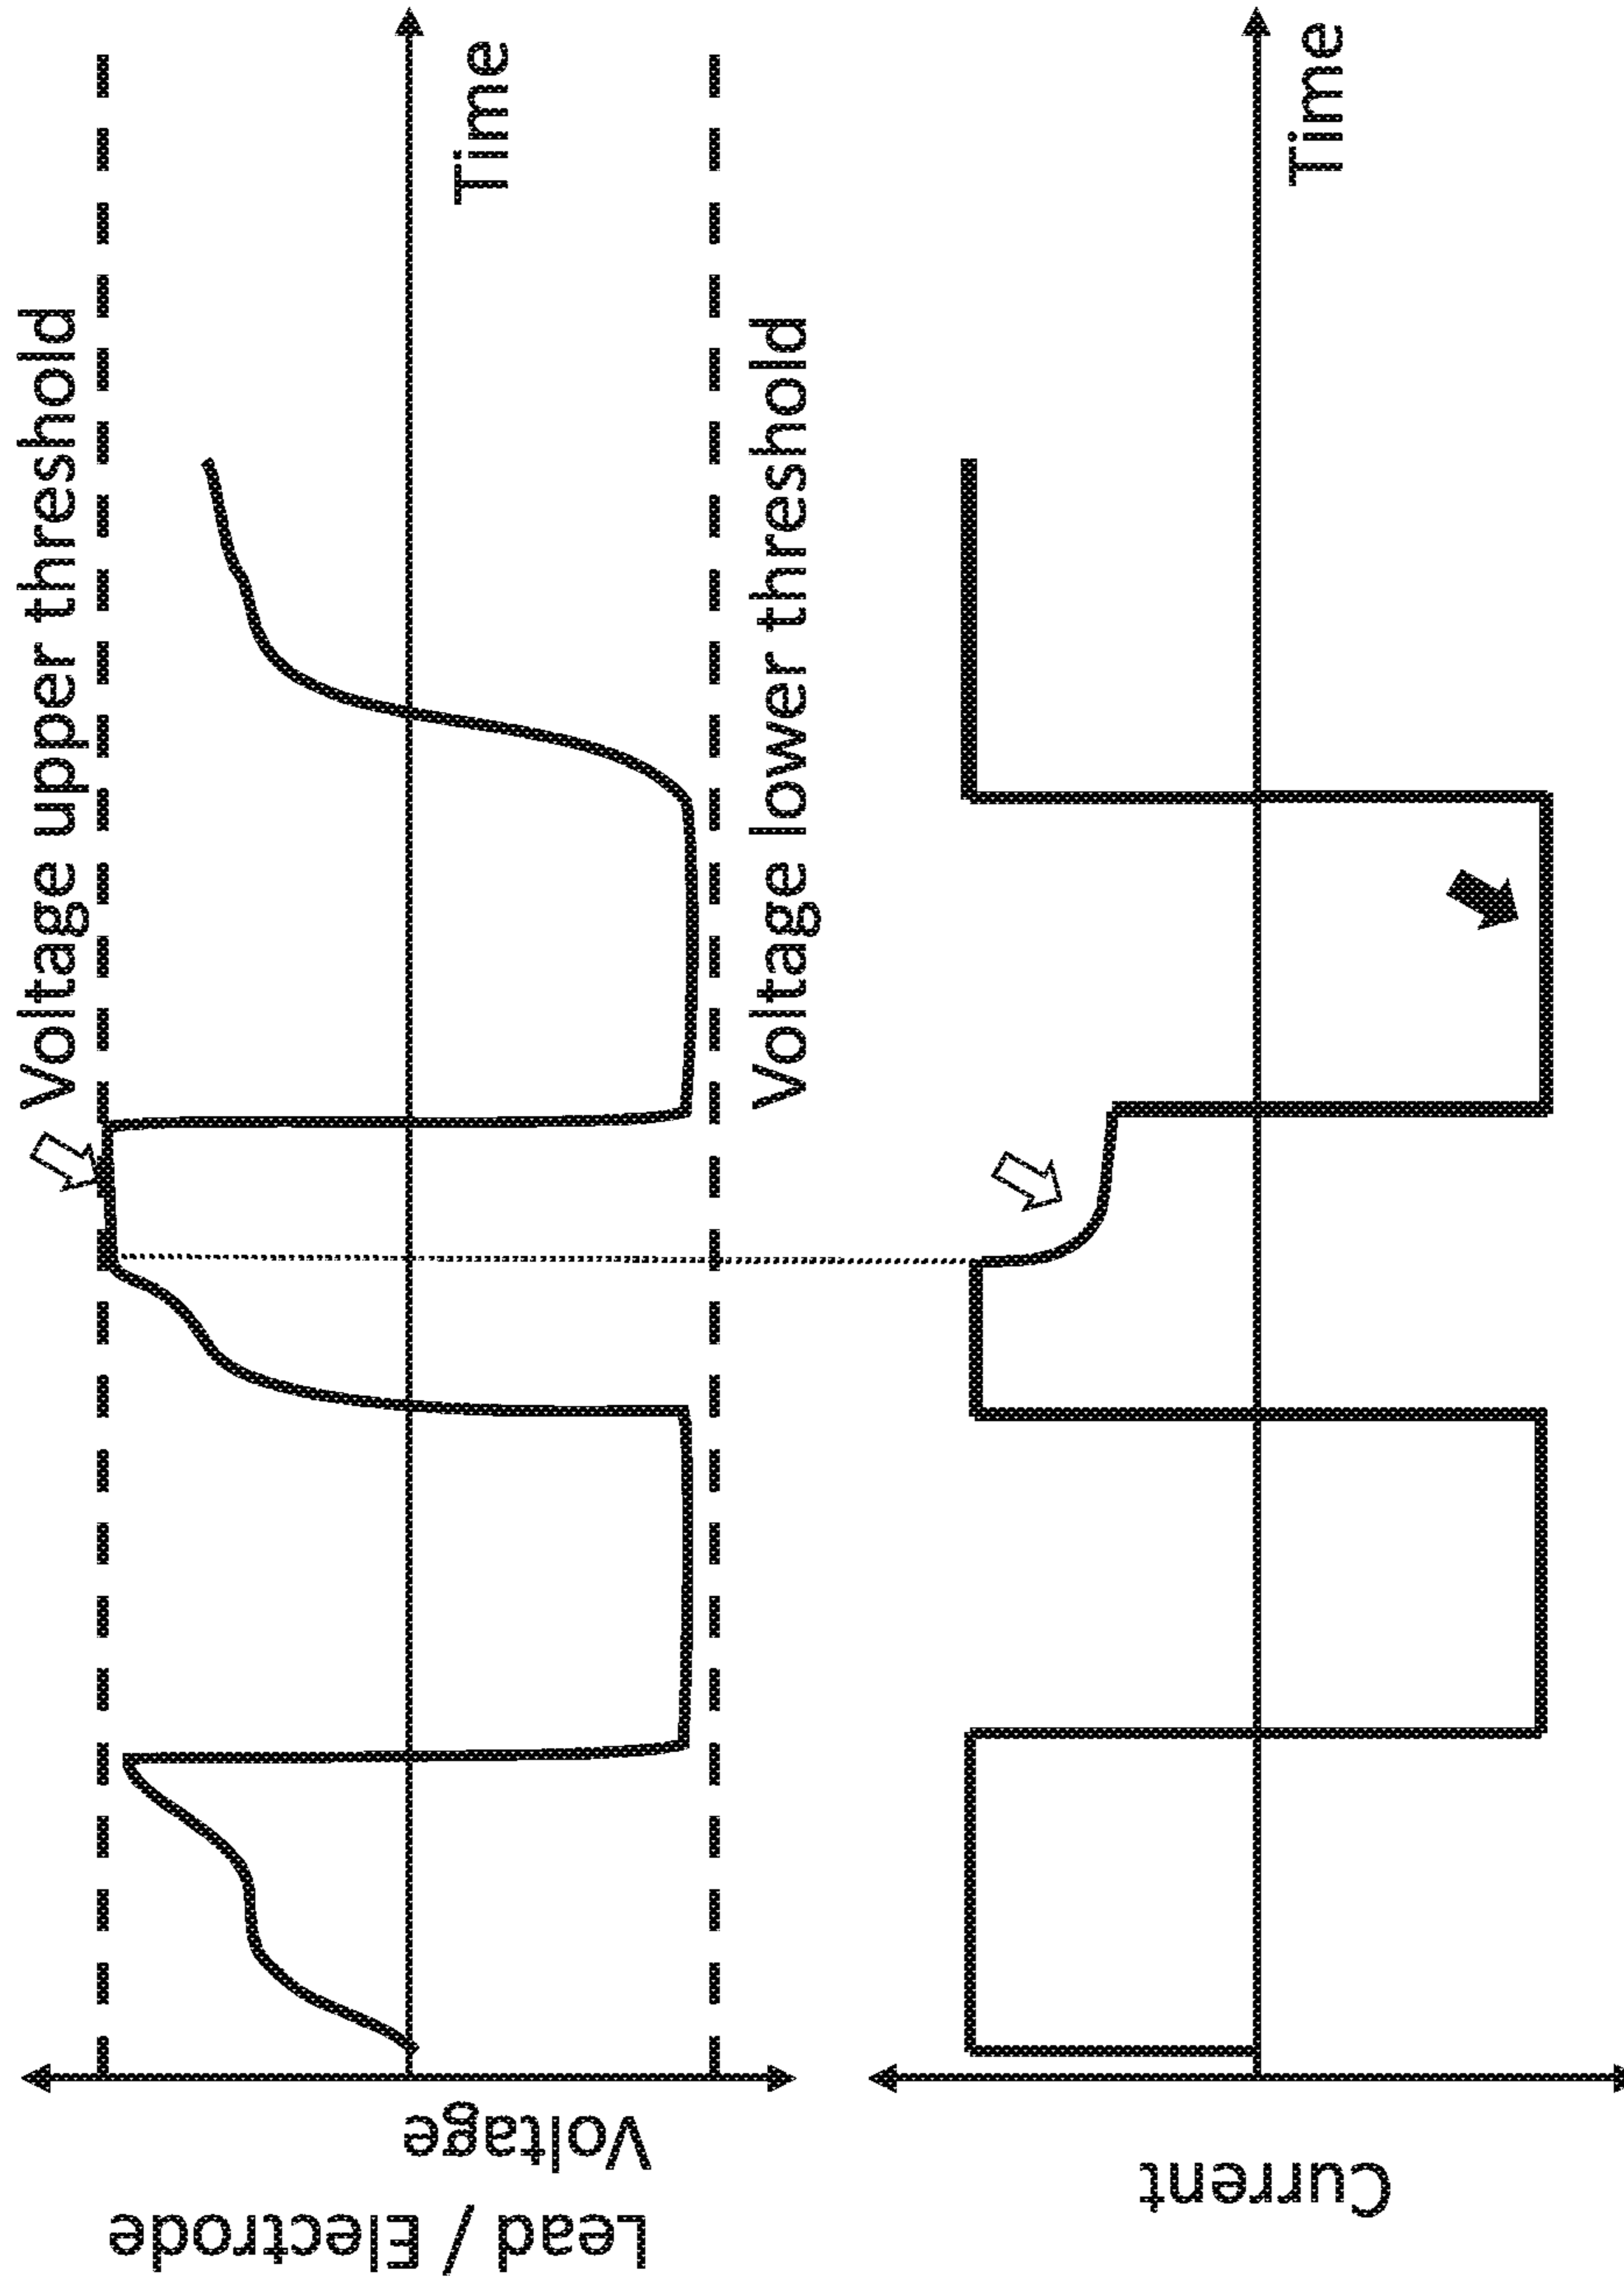 Voltage upper threshold
Lead / Electrode
Voltage
Time
Voltage lower threshold
Current
Time